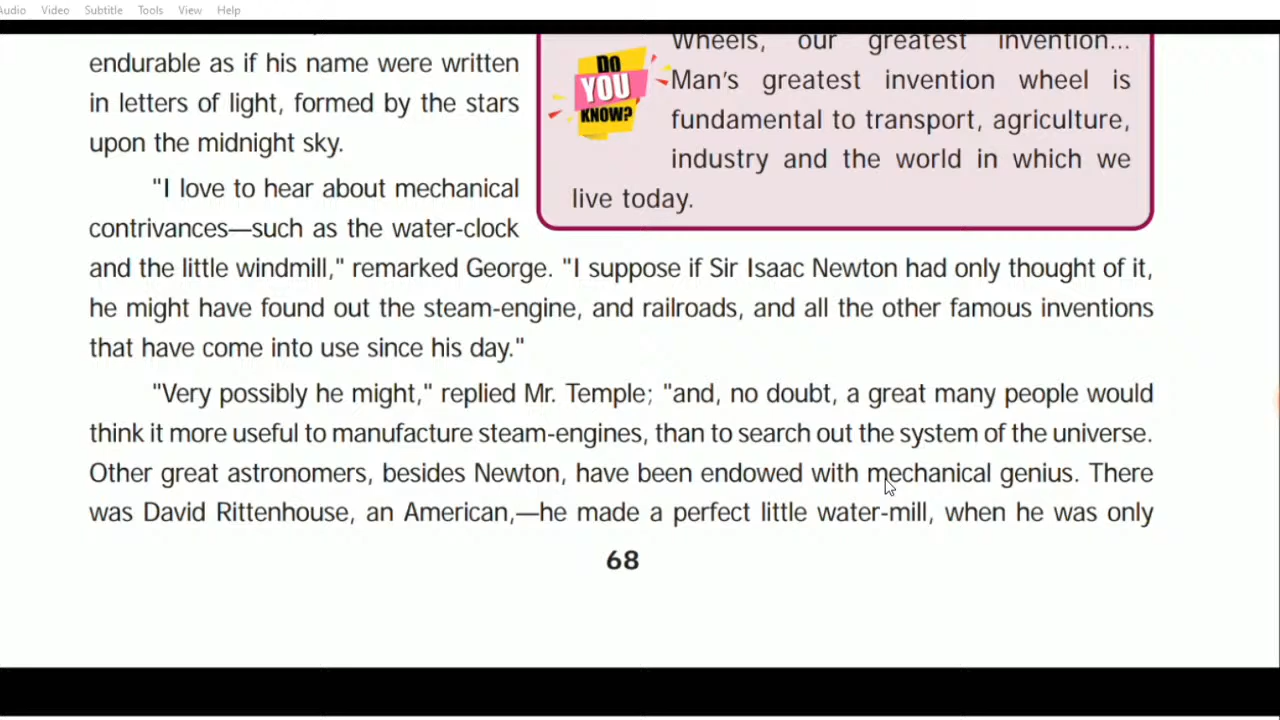 Audio Video Subtitle Tools View Help
endurable as if his name were written
in letters of light, formed by the stars
upon the midnight sky.
"I love to hear about mechanical
contrivances—such as the water-clock
DO
YOU
KNOW?
Wheels, our greatest invention...
Man's greatest invention wheel is
fundamental to transport, agriculture,
industry and the world in which we
live today.
and the little windmill," remarked George. "I suppose if Sir Isaac Newton had only thought of it,
he might have found out the steam-engine, and railroads, and all the other famous inventions
that have come into use since his day."
"Very possibly he might," replied Mr. Temple; "and, no doubt, a great many people would
think it more useful to manufacture steam-engines, than to search out the system of the universe.
Other great astronomers, besides Newton, have been endowed with mechanical genius. There
was David Rittenhouse, an American,—he made a perfect little water-mill, when he was only
68